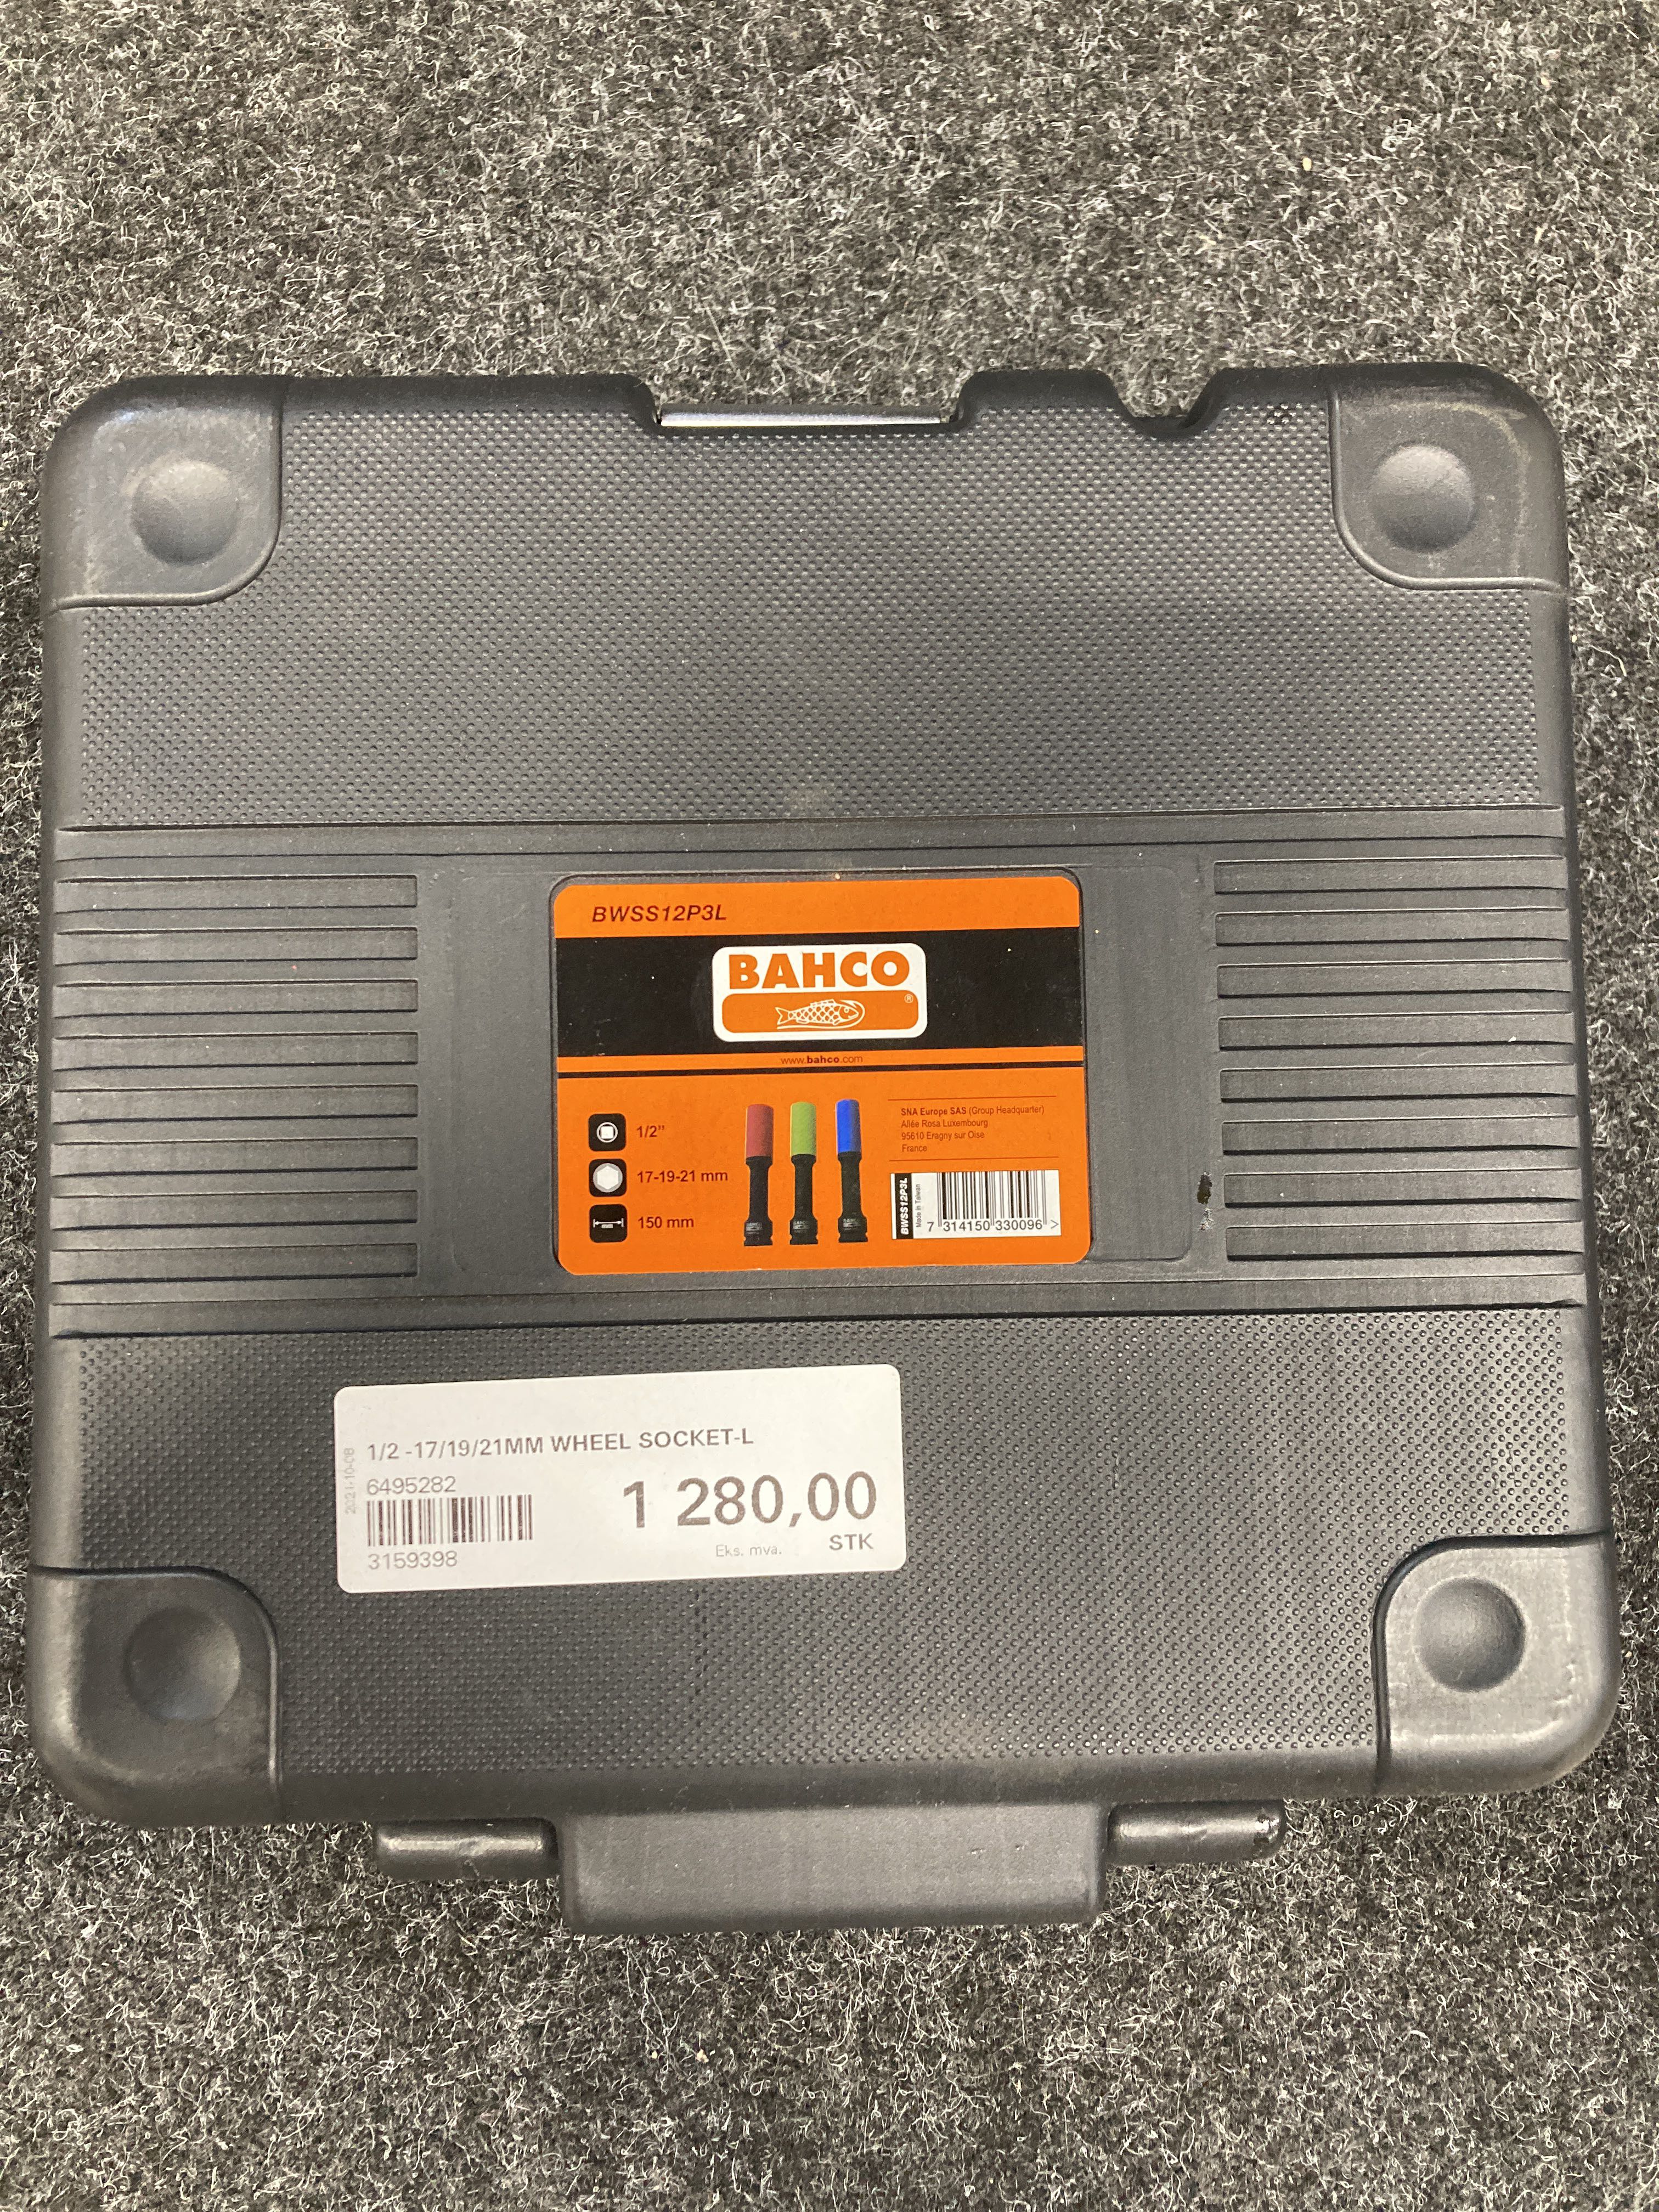 BWSS12P3L
BAHCO
®
www.bahco.com
1/2"
17-19-21 mm
mm
150 mm
SNA Europe SAS (Group Headquarter)
Allée Rosa Luxembourg
95610 Eragny sur Oise
France
BWSS12P3L
Made in Taiwan
7 314150 330096 >
1/2 -17/19/21MM WHEEL SOCKET-L
2021-10-08
6495282
1 280,00
3159398
Eks. mva. STK